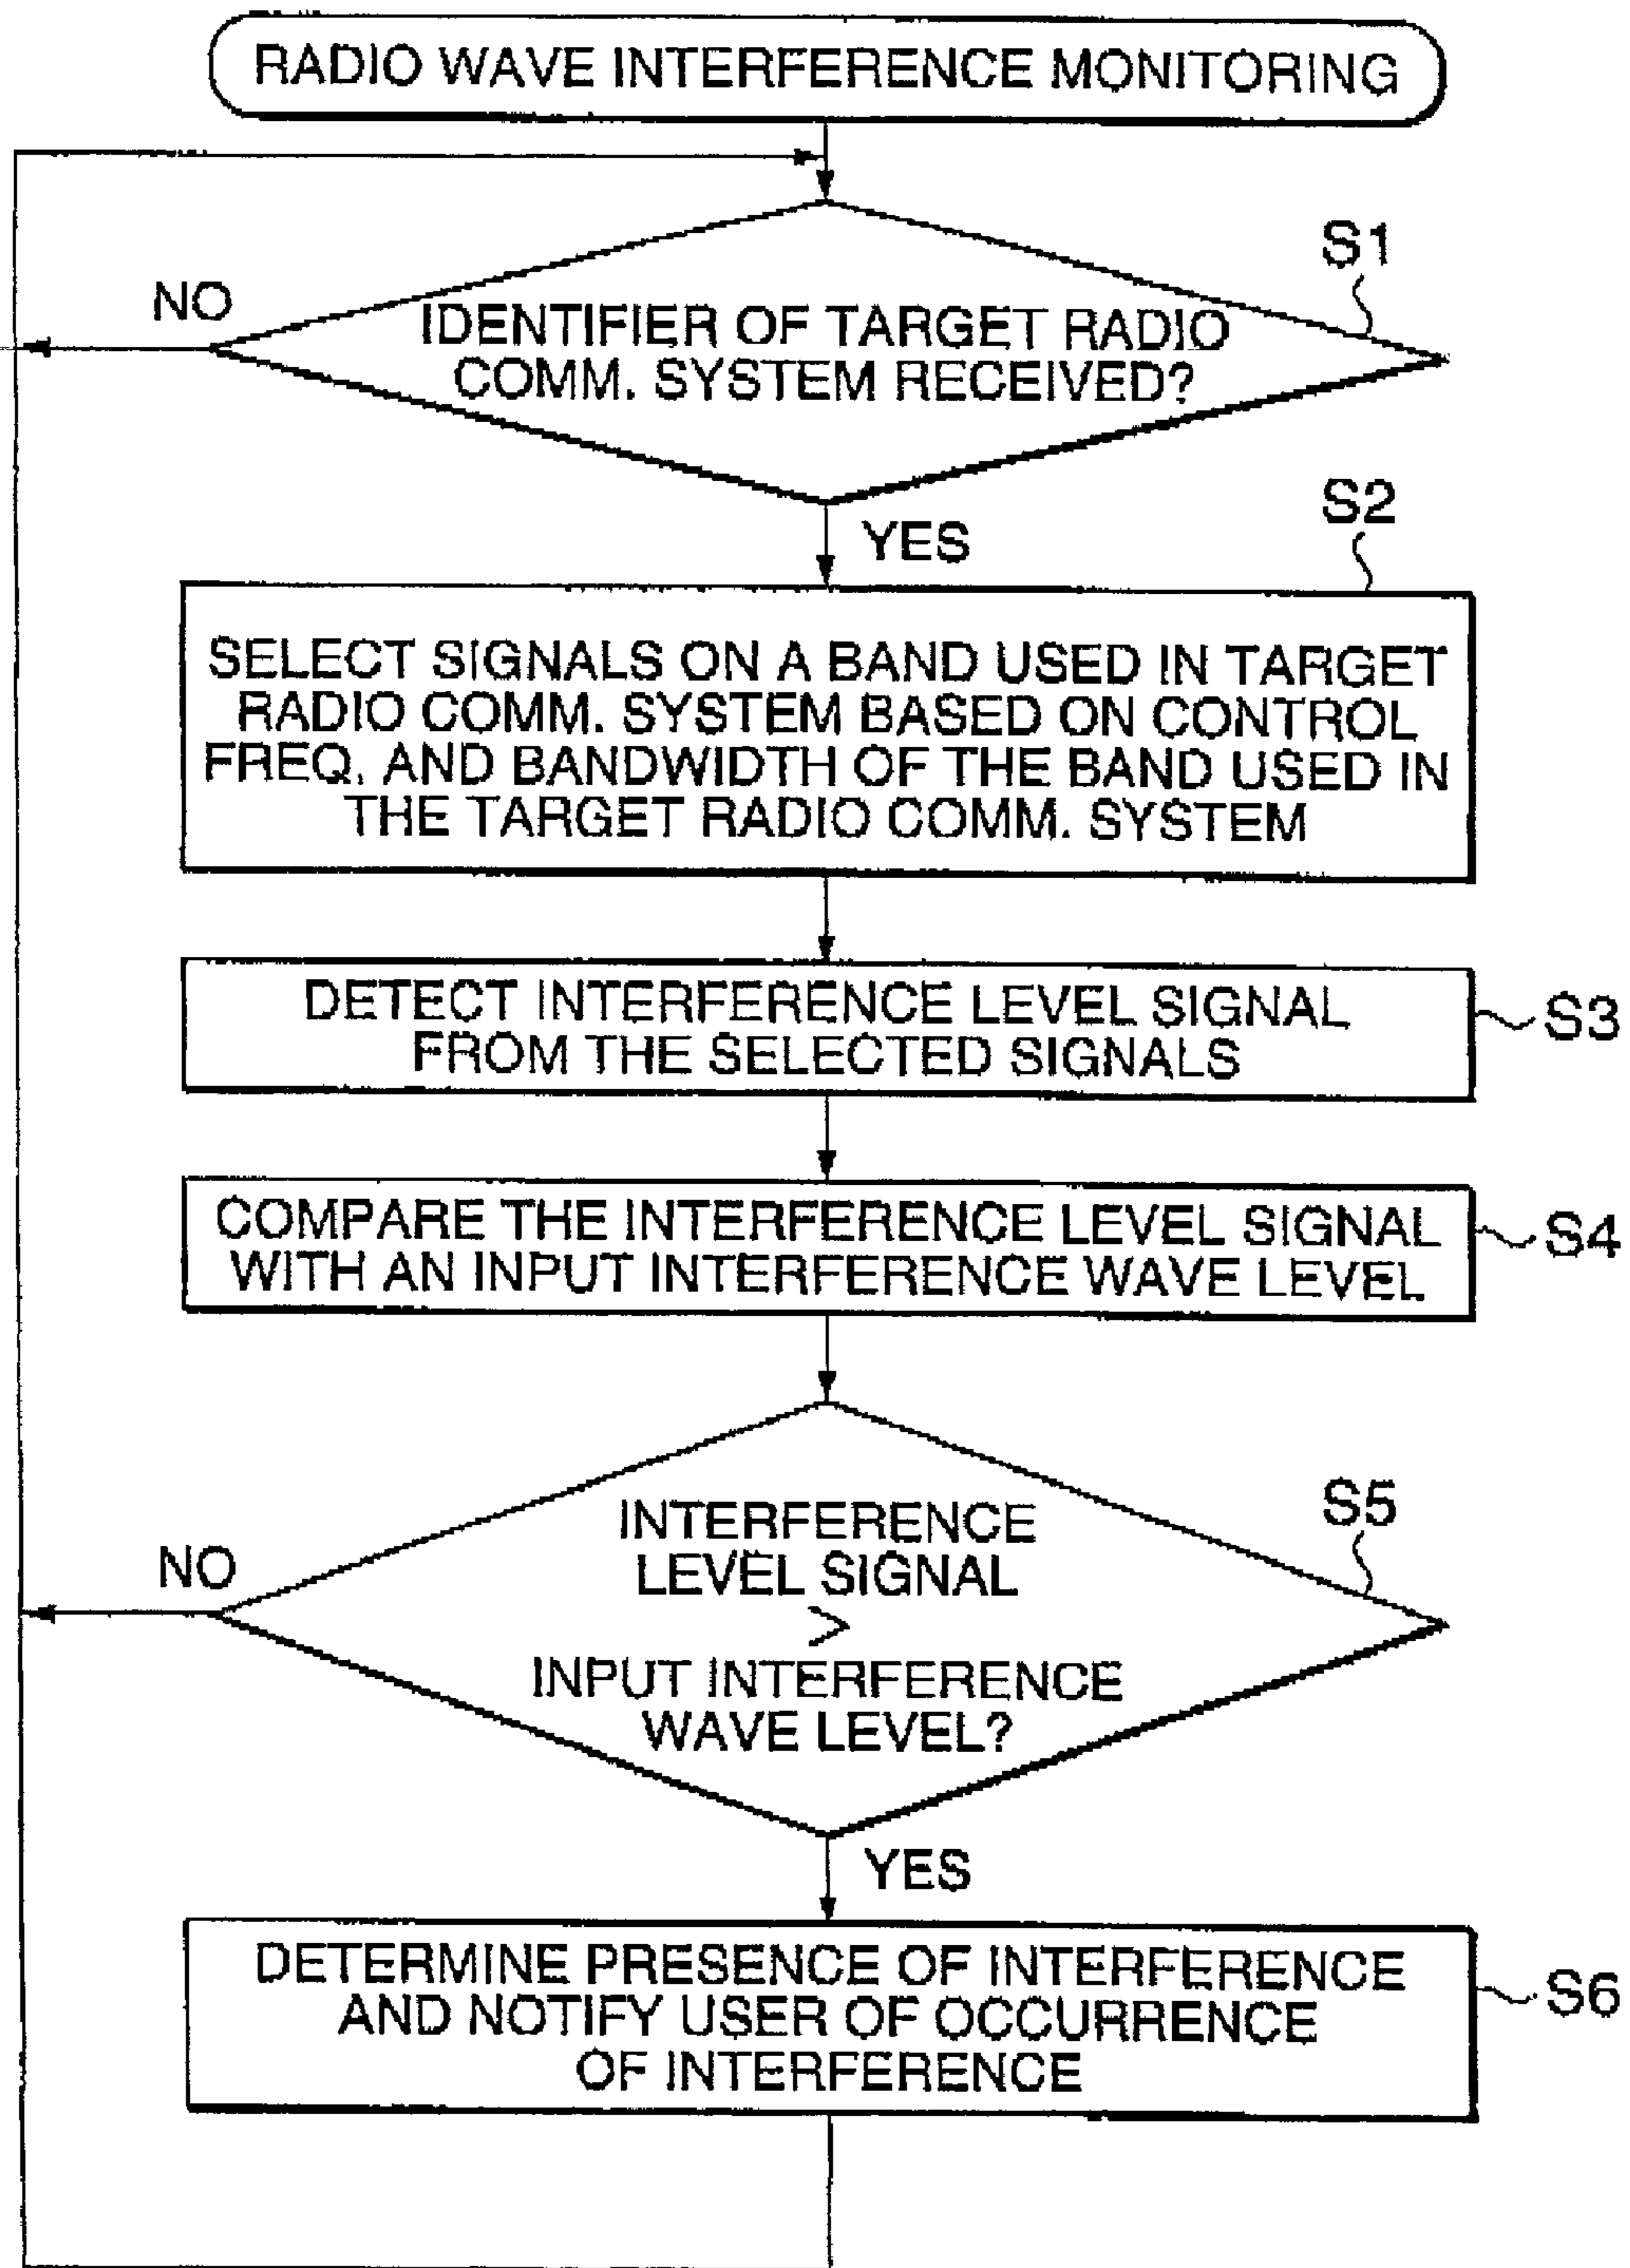 RADIO WAVE INTERFERENCE MONITORING
S1
NO
IDENTIFIER OF TARGET RADIO
COMM. SYSTEM RECEIVED?
YES
S2
SELECT SIGNALS ON A BAND USED IN TARGET
RADIO COMM. SYSTEM BASED ON CONTROL
FREQ. AND BANDWIDTH OF THE BAND USED IN
THE TARGET RADIO COMM. SYSTEM
DETECT INTERFERENCE LEVEL SIGNAL
FROM THE SELECTED SIGNALS
S3
COMPARE THE INTERFERENCE LEVEL SIGNAL
WITH AN INPUT INTERFERENCE WAVE LEVEL
S4
S5
NO
INTERFERENCE
LEVEL SIGNAL
>
INPUT INTERFERENCE
WAVE LEVEL?
YES
DETERMINE PRESENCE OF INTERFERENCE
AND NOTIFY USER OF OCCURRENCE
OF INTERFERENCE
S6